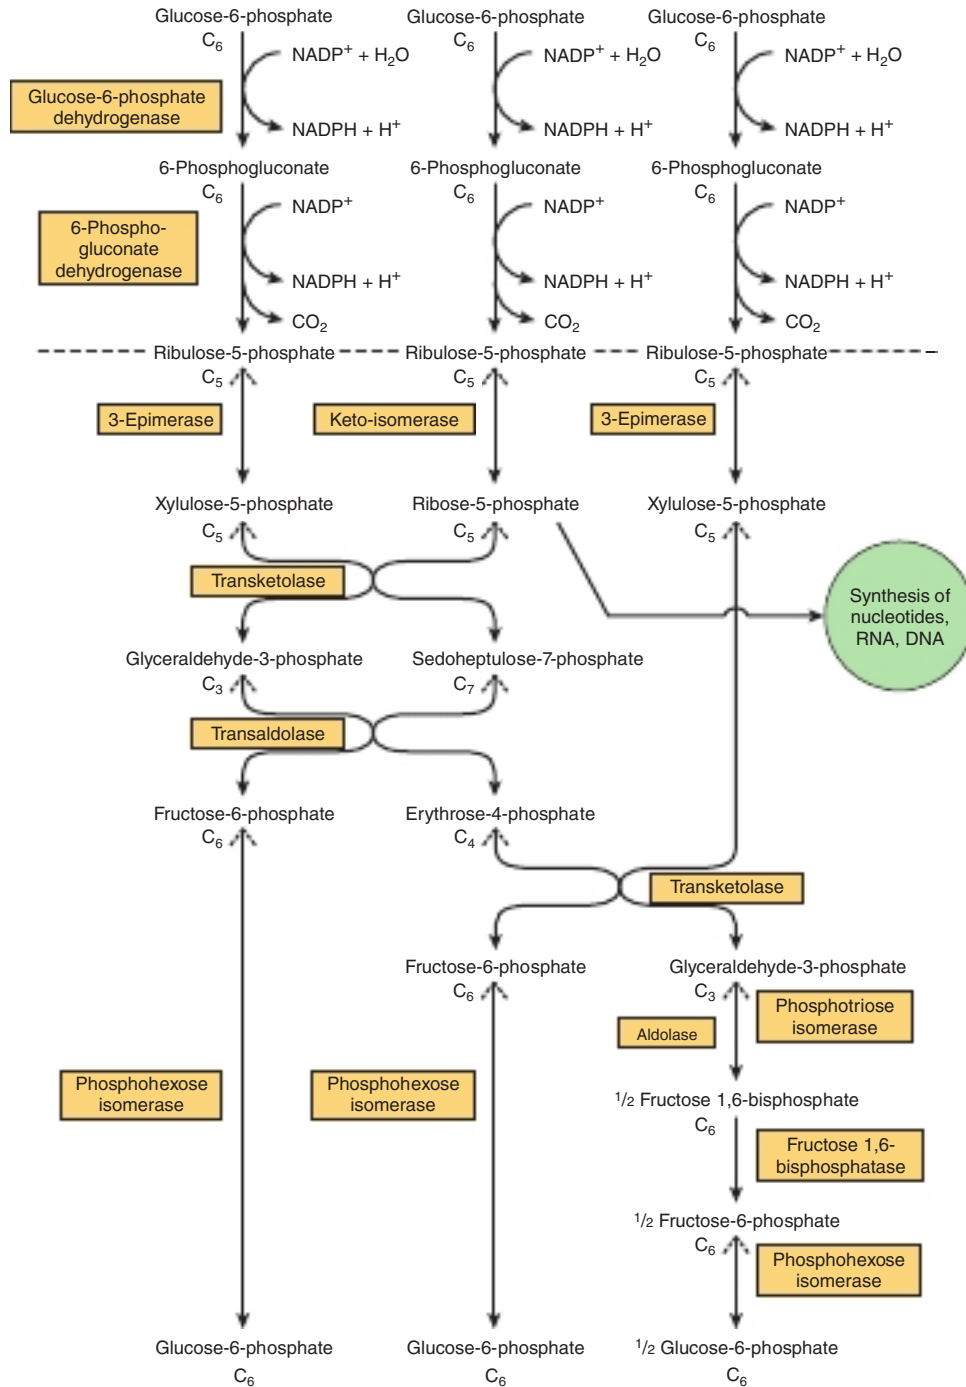 Glucose-6-phosphate Glucose-6-phosphate Glucose-6-phosphate
C6 C6 C6
NADP+ + H2O NADP+ + H2O NADP+ + H2O
Glucose-6-phosphate
dehydrogenase
NADPH + H+ NADPH + H+ NADPH + H+
6-Phosphogluconate 6-Phosphogluconate 6-Phosphogluconate
C6 C6 C6
NADP+ NADP+ NADP+
6-Phospho-
gluconate
dehydrogenase
NADPH + H+ NADPH + H+ NADPH + H+
CO2 CO2 CO2
Ribulose-5-phosphate Ribulose-5-phosphate Ribulose-5-phosphate
C5 C5 C5
3-Epimerase Keto-isomerase 3-Epimerase
Xylulose-5-phosphate Ribose-5-phosphate Xylulose-5-phosphate
C5 C5 C5
Transketolase
Synthesis of
nucleotides,
RNA, DNA
Glyceraldehyde-3-phosphate Sedoheptulose-7-phosphate
C3 C7
Transaldolase
Fructose-6-phosphate Erythrose-4-phosphate
C6 C4
Transketolase
Fructose-6-phosphate Glyceraldehyde-3-phosphate
C6 C3
Phosphotriose
isomerase
Aldolase
Phosphohexose
isomerase
Phosphohexose
isomerase
1/2 Fructose 1,6-bisphosphate
C6
Fructose 1,6-
bisphosphatase
1/2 Fructose-6-phosphate
C6
Phosphohexose
isomerase
Glucose-6-phosphate Glucose-6-phosphate 1/2 Glucose-6-phosphate
C6 C6 C6